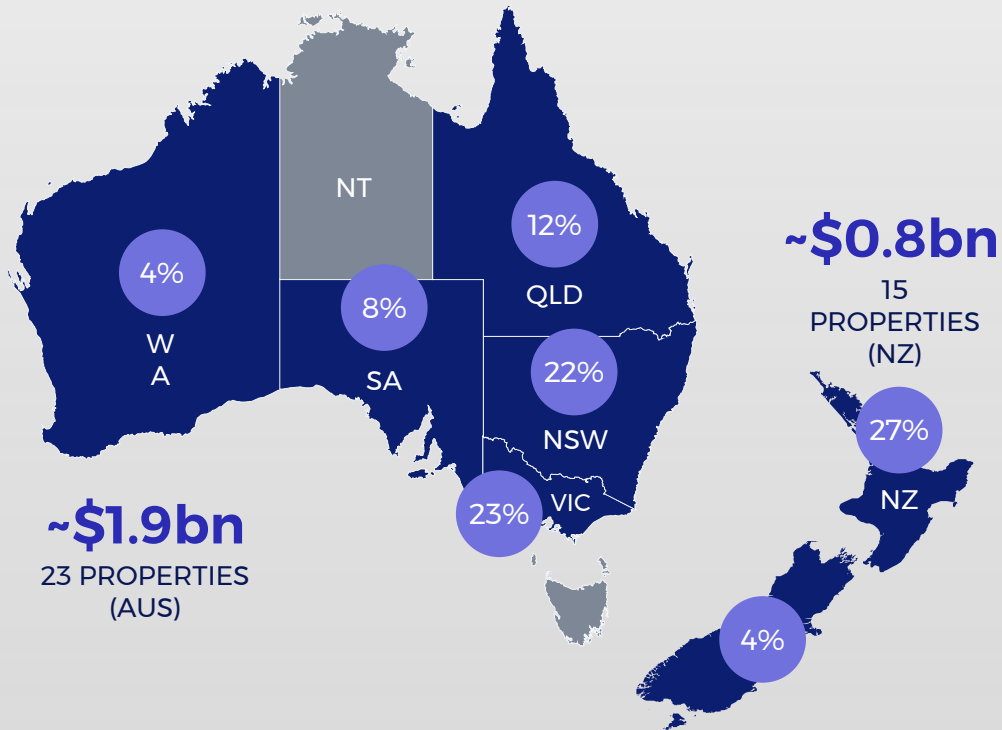 NT
12%
QLD
4%
W
A
8%
SA
22%
NSW
23%
VIC
~$1.9bn
23 PROPERTIES
(AUS)
~$0.8bn
15
PROPERTIES
(NZ)
27%
NZ
4%